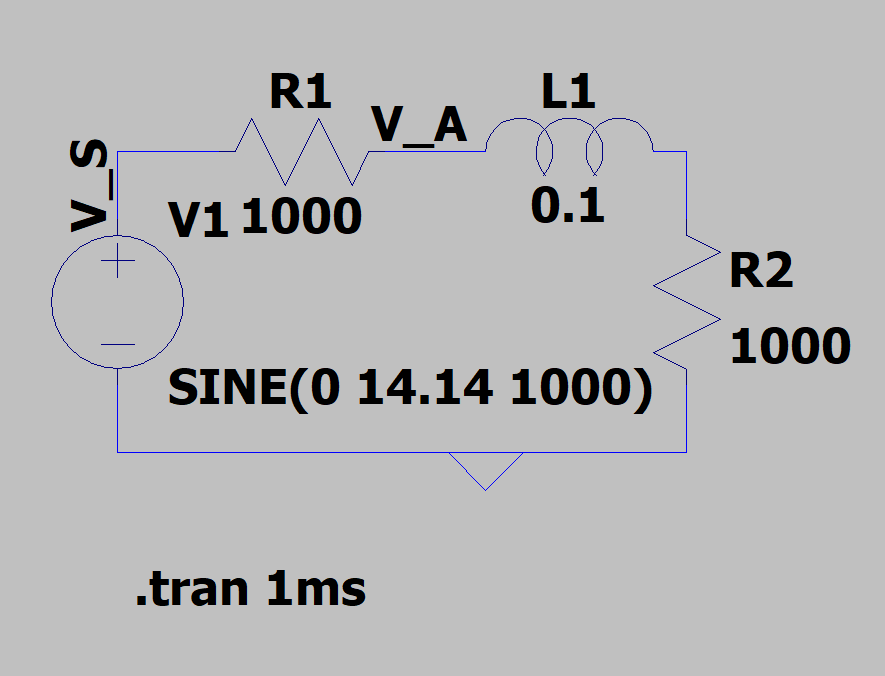 R1
L1
V_A
V_S
V1
1000
0.1
R2
1000
SINE(0 14.14 1000)
.tran 1ms